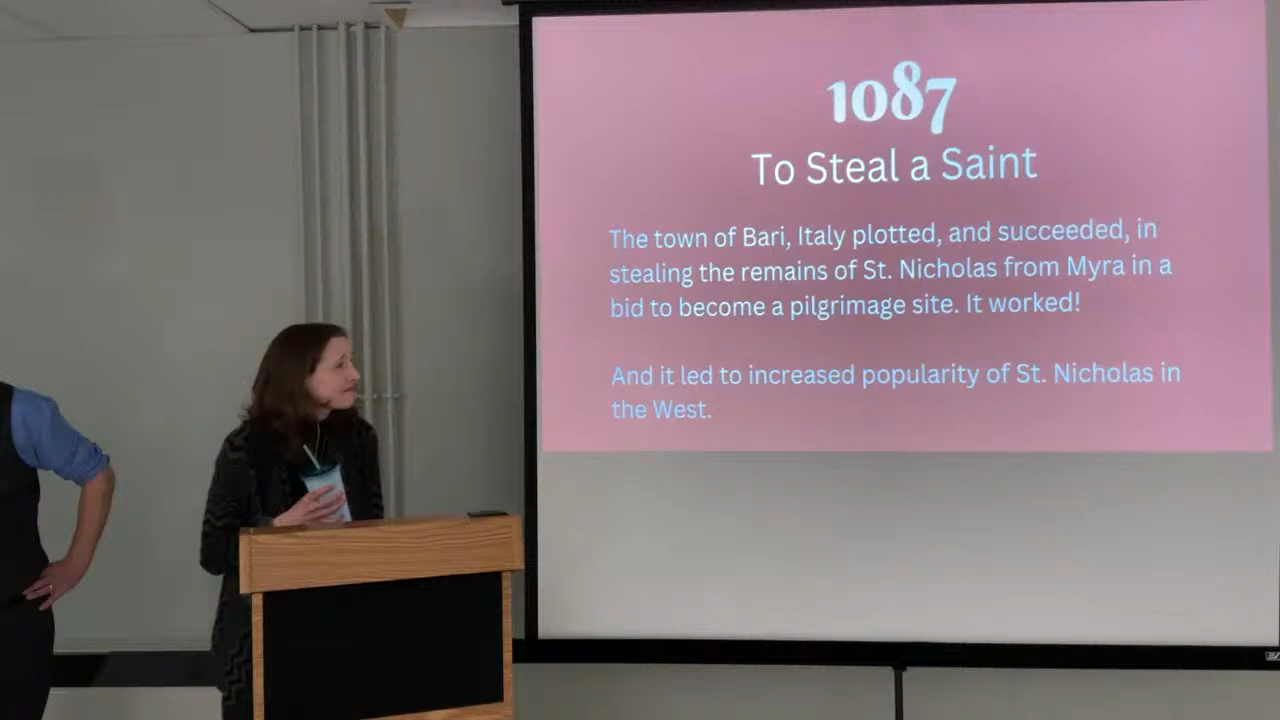 1087
To Steal a Saint
The town of Bari, Italy plotted, and succeeded, in
stealing the remains of St. Nicholas from Myra in a
bid to become a pilgrimage site. It worked!
And it led to increased popularity of St. Nicholas in
the West.